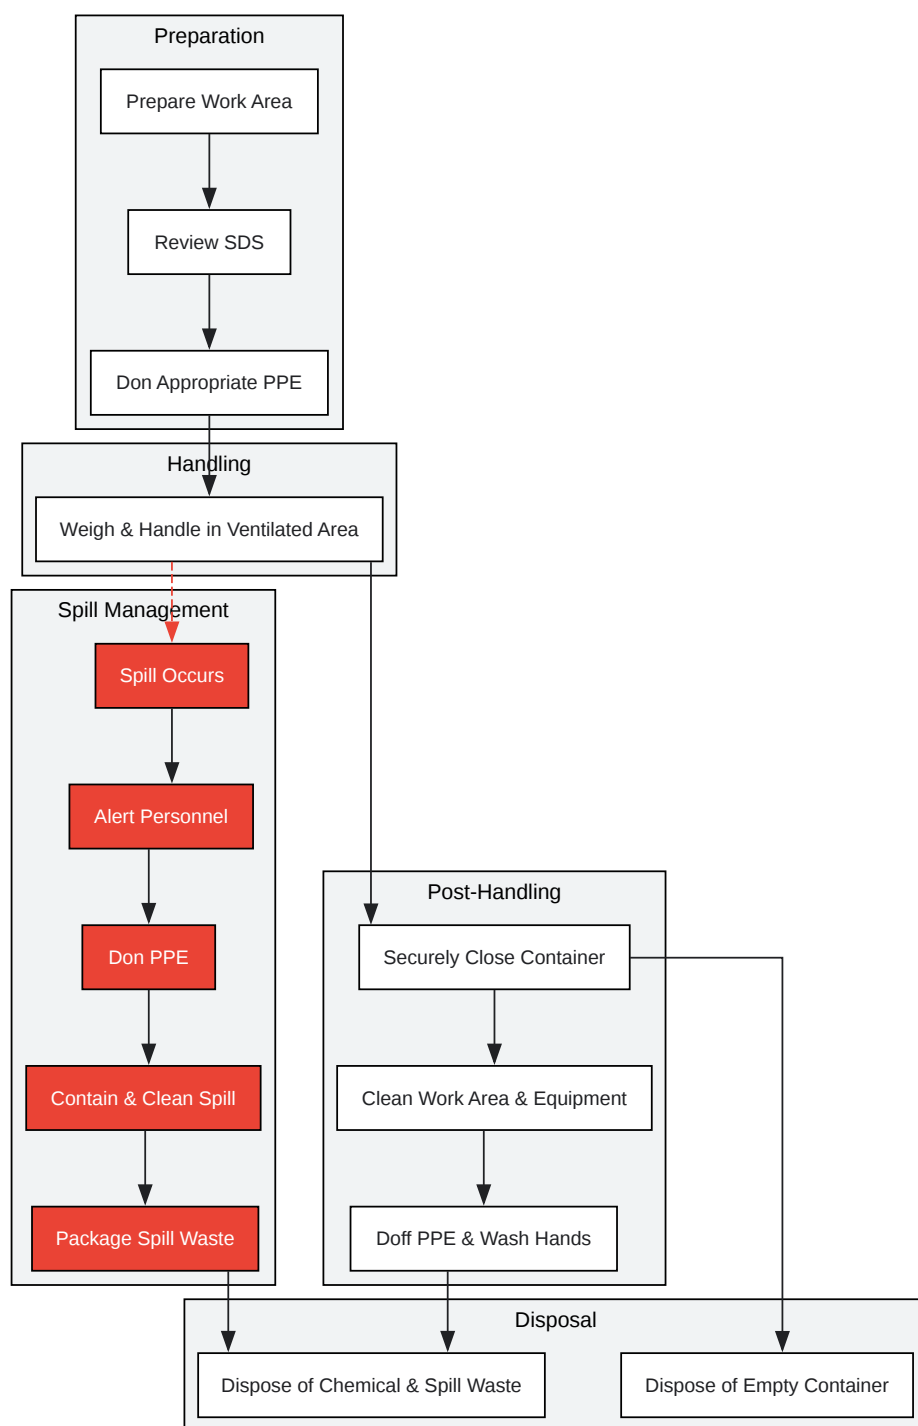 Preparation
Prepare Work Area
Review SDS
Don Appropriate PPE
Handling
Weigh & Handle in Ventilated Area
Spill Management
Spill Occurs
Alert Personnel
Don PPE
Contain & Clean Spill
Package Spill Waste
Post-Handling
Securely Close Container
Clean Work Area & Equipment
Doff PPE & Wash Hands
Disposal
Dispose of Chemical & Spill Waste
Dispose of Empty Container